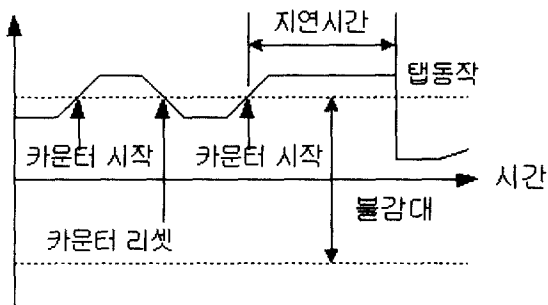 지연시간
탭동작
카운터 시작
카운터 시작
시간
불감대
카운터 리셋